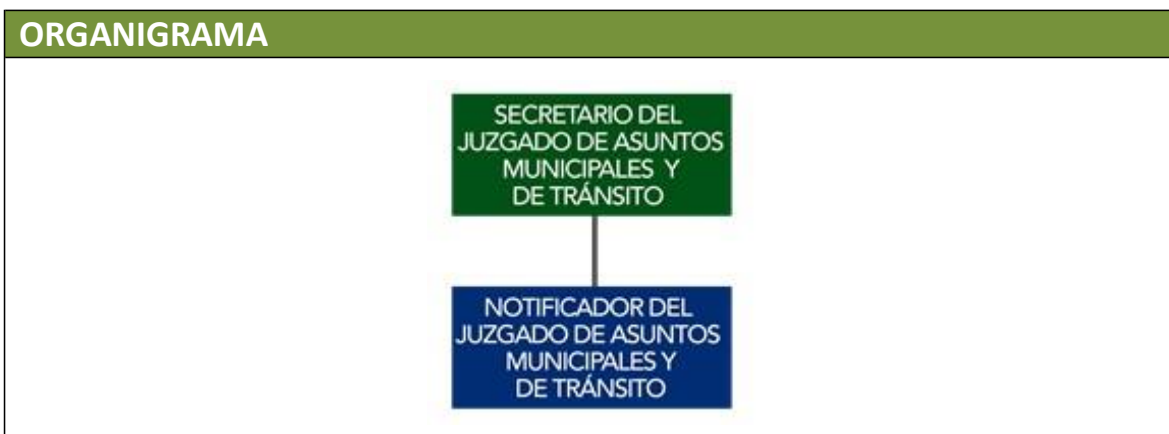 ORGANIGRAMA
SECRETARIO DEL
JUZGADO DE ASUNTOS
MUNICIPALES Y
DE TRÁNSITO
NOTIFICADOR DEL
JUZGADO DE ASUNTOS
MUNICIPALES Y
DE TRÁNSITO